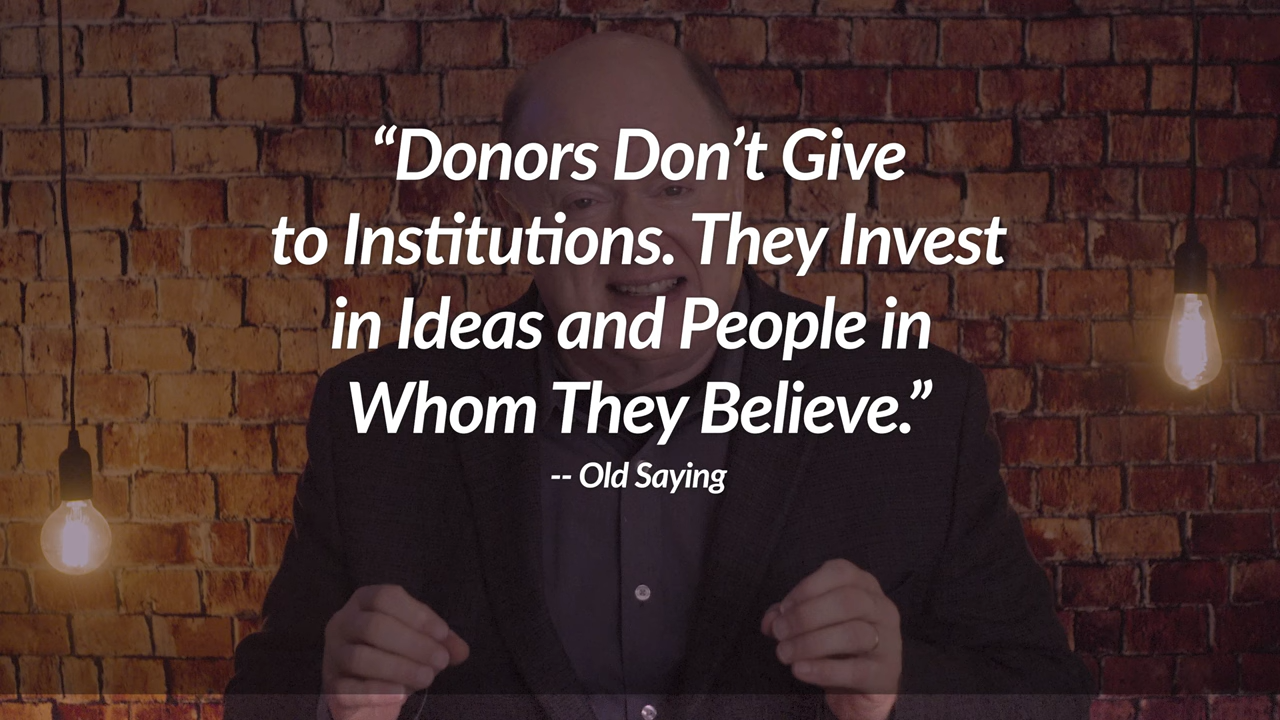 “Donors Don’t Give
to Institutions. They Invest
in Ideas and People in
Whom They Believe.”
-- Old Saying